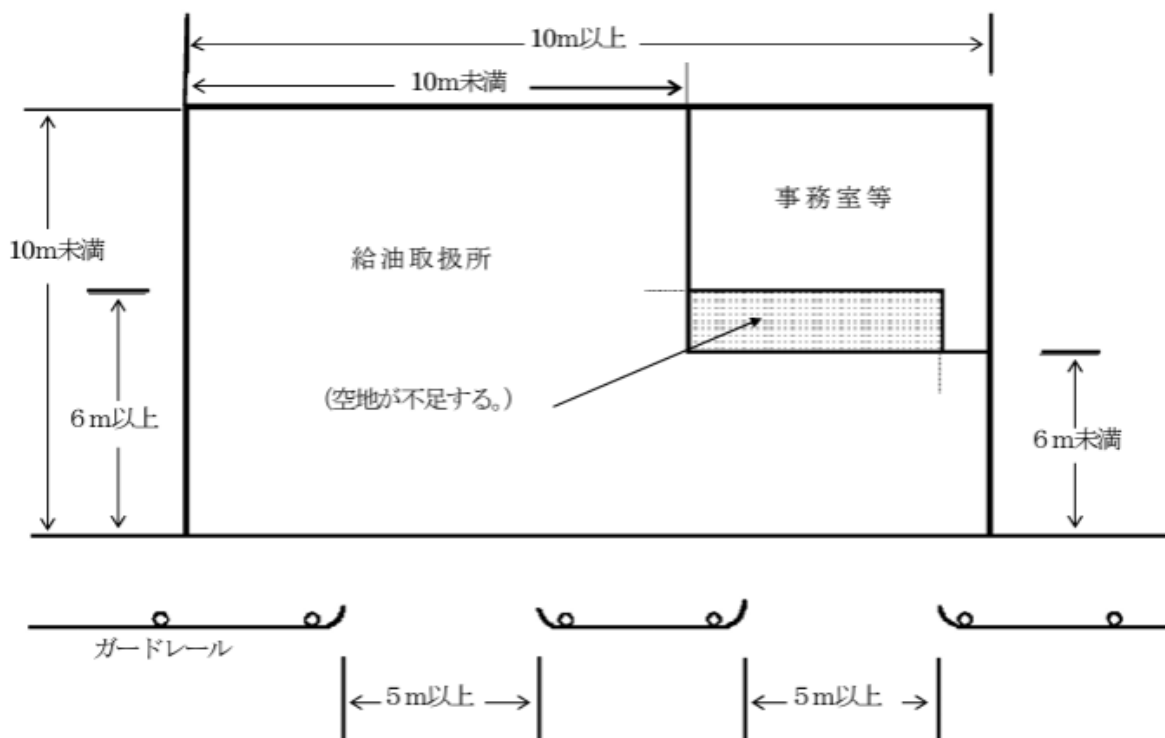 10m以上
10m未満
事務室等
給油取扱所
10m未満
(空地が不足する。)
6m以上
6m未満
ガードレール
5m以上
5m以上